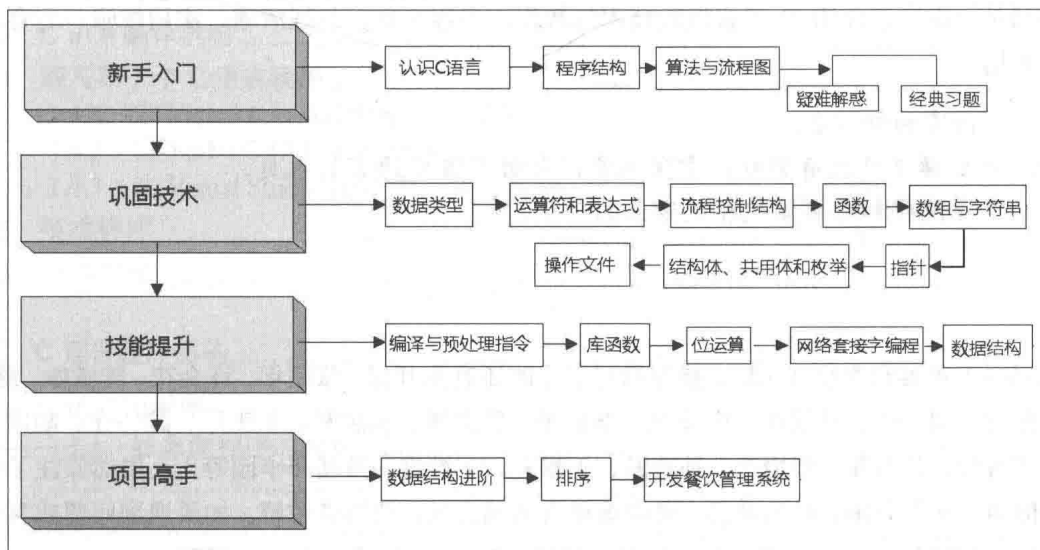 新手入门
认识C语言
程序结构
算法与流程图
疑难解惑
经典习题
巩固技术
数据类型
运算符和表达式
流程控制结构
函数
数组与字符串
指针
结构体、共用体和枚举
操作文件
技能提升
编译与预处理指令
库函数
位运算
网络套接字编程
数据结构
项目高手
数据结构进阶
排序
开发餐饮管理系统